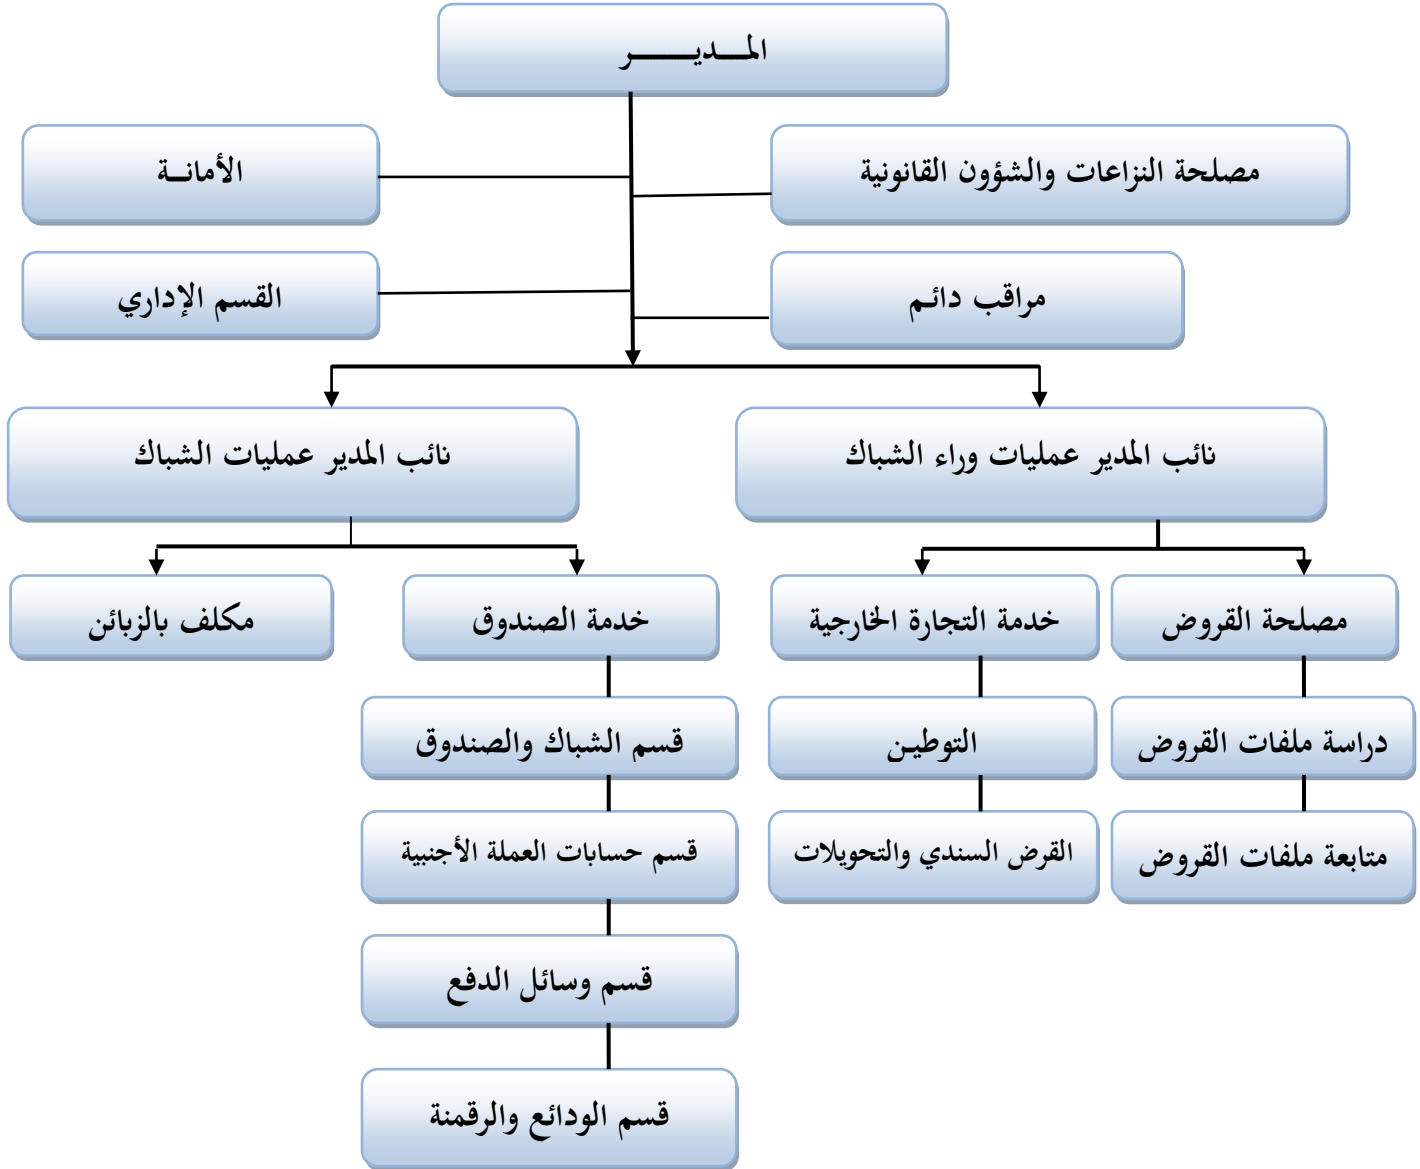 المـــديـــــــر
مصلحة النزاعات والشؤون القانونية
الأمانــة
مراقب دائم
القسم الإداري
نائب المدير عمليات وراء الشباك
نائب المدير عمليات الشباك
مصلحة القروض
خدمة التجارة الخارجية
خدمة الصندوق
مكلف بالزبائن
دراسة ملفات القروض
التوطين
قسم الشباك والصندوق
متابعة ملفات القروض
القرض السندي والتحويلات
قسم حسابات العملة الأجنبية
قسم وسائل الدفع
قسم الودائع والرقمنة